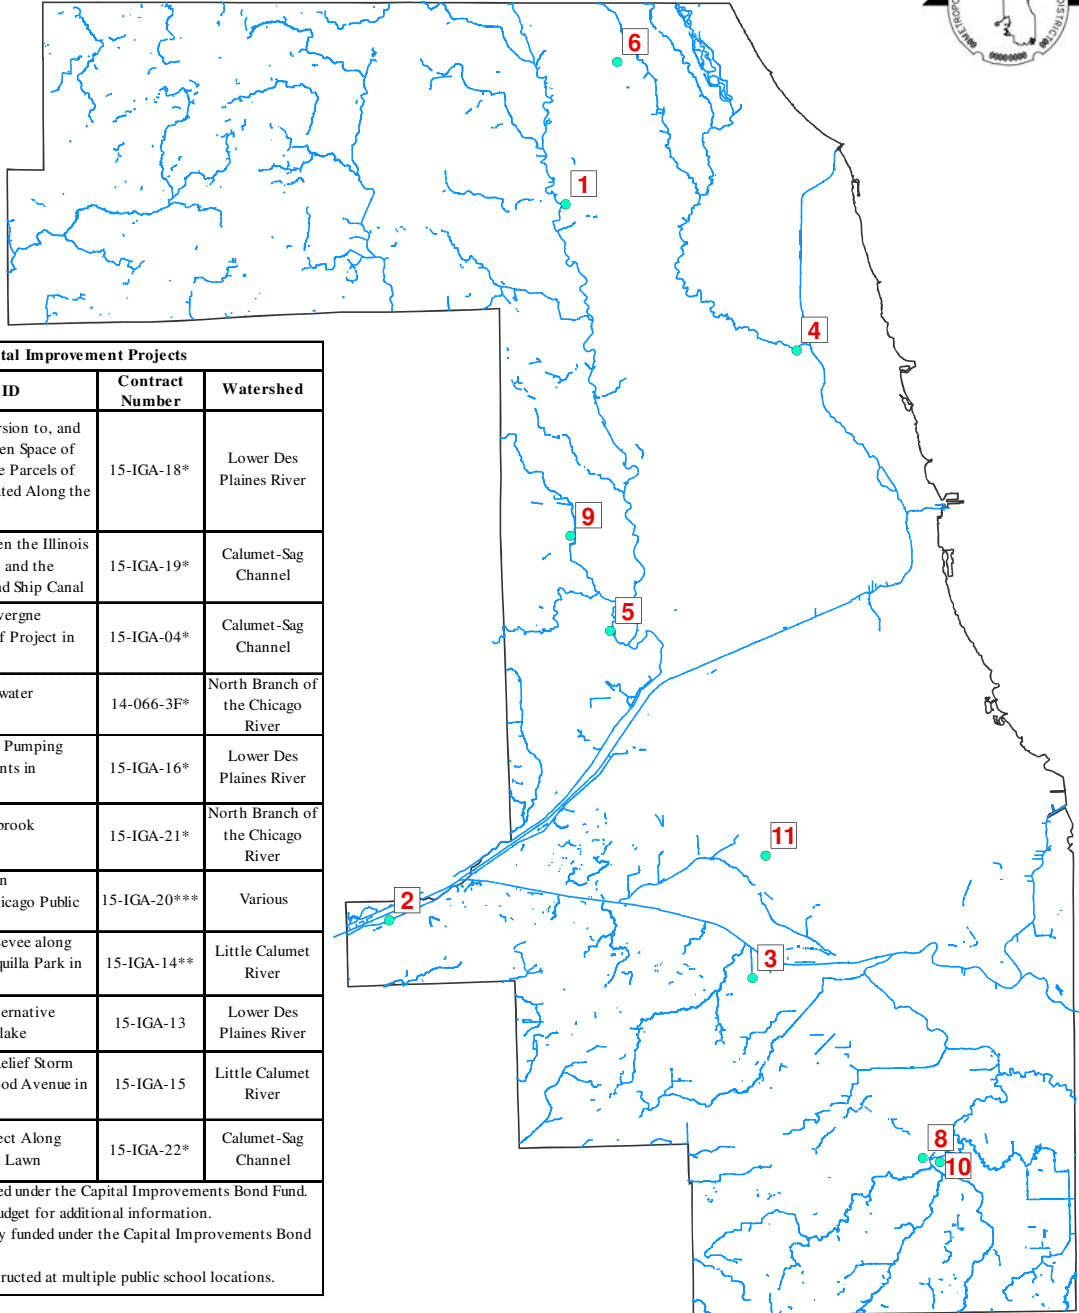 DISTRICT
6
1
4
9
5
11
2
3
8
10
tal Improvement Projects
ID
Contract
Number
Watershed
rsion to, and
en Space of
e Parcels of
ted Along the
15-IGA-18*
Lower Des
Plaines River
en the Illinois
and the
nd Ship Canal
15-IGA-19*
Calumet-Sag
Channel
vergne
f Project in
15-IGA-04*
Calumet-Sag
Channel
water
14-066-3F*
North Branch of
the Chicago
River
Pumping
nts in
15-IGA-16*
Lower Des
Plaines River
brook
15-IGA-21*
North Branch of
the Chicago
River
n
icago Public
15-IGA-20***
Various
evee along
quilla Park in
15-IGA-14**
Little Calumet
River
ernative
lake
15-IGA-13
Lower Des
Plaines River
elief Storm
od Avenue in
15-IGA-15
Little Calumet
River
ect Along
Lawn
15-IGA-22*
Calumet-Sag
Channel
ed under the Capital Improvements Bond Fund.
udget for additional information.
y funded under the Capital Improvements Bond
ructed at multiple public school locations.